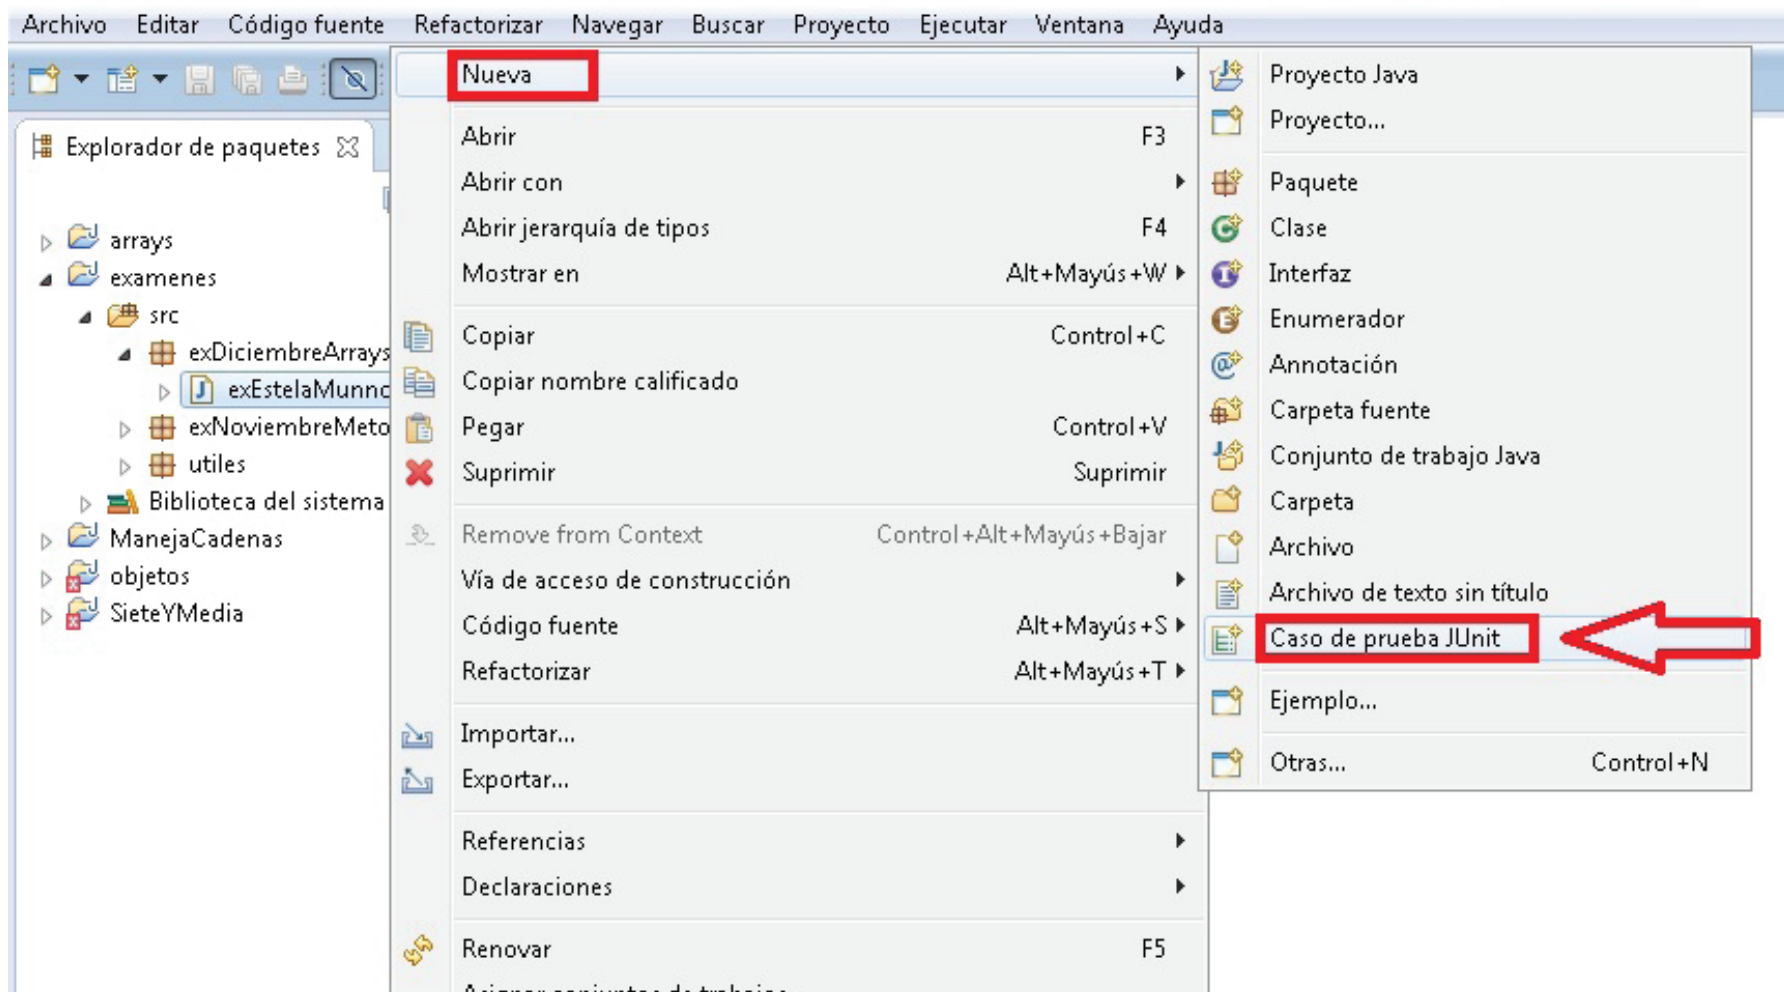 Archivo Editar Código fuente Refactorizar Navegar Buscar Proyecto Ejecutar Ventana Ayuda
Explorador de paquetes
arrays
examenes
src
exDiciembreArrays
exEstelaMunno
exNoviembreMeto
utiles
Biblioteca del sistema
ManejaCadenas
objetos
SieteYMedia
Nueva
Abrir F3
Abrir con
Abrir jerarquía de tipos F4
Mostrar en Alt+Mayús+W
Copiar Control+C
Copiar nombre calificado
Pegar Control+V
Suprimir Suprimir
Remove from Context Control+Alt+Mayús+Bajar
Vía de acceso de construcción
Código fuente Alt+Mayús+S
Refactorizar Alt+Mayús+T
Importar...
Exportar...
Referencias
Declaraciones
Renovar F5
Proyecto Java
Proyecto...
Paquete
Clase
Interfaz
Enumerador
Annotación
Carpeta fuente
Conjunto de trabajo Java
Carpeta
Archivo
Archivo de texto sin título
Caso de prueba JUnit
Ejemplo...
Otras... Control+N